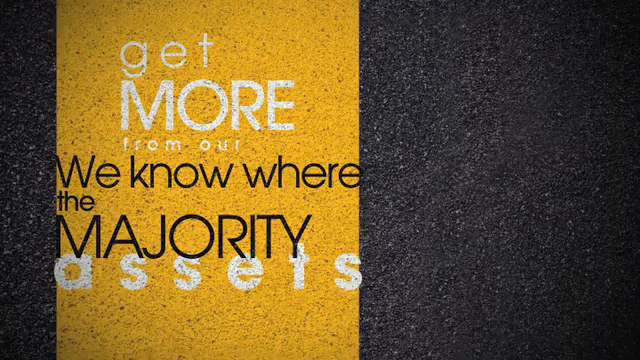 get
MORE
from our
We know where
the
MAJORITY
assets